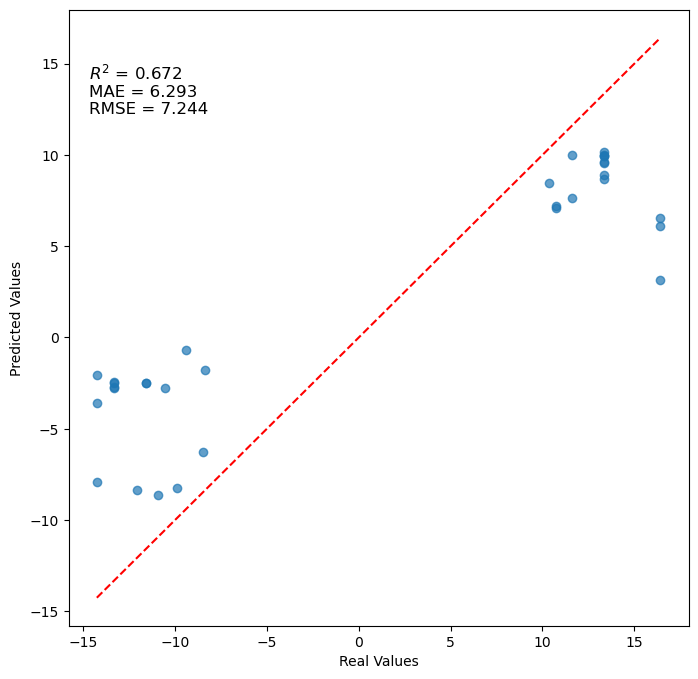 R² = 0.672
MAE = 6.293
RMSE = 7.244
15
10
5
0
−5
−10
−15
Predicted Values
−15 −10 −5 0 5 10 15
Real Values